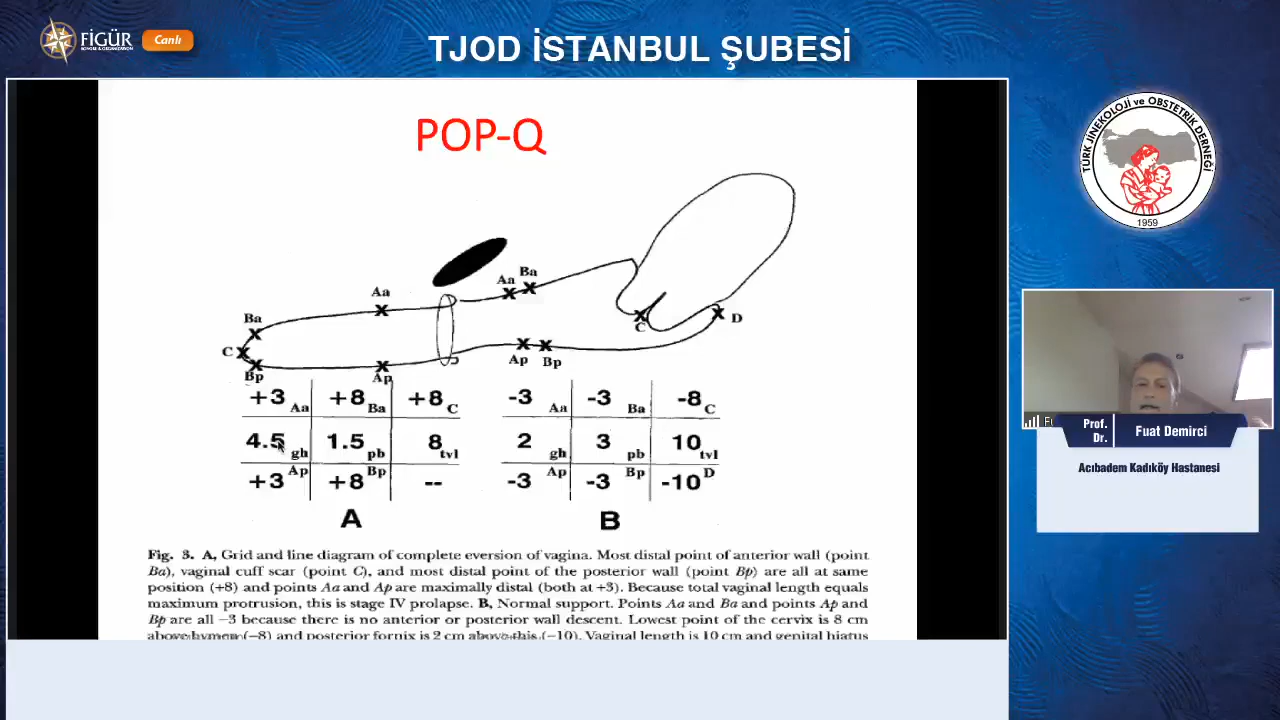 FİGÜR
Canlı
TJOD İSTANBUL ŞUBESİ
TÜRK JİNEKOLOJİ ve OBSTETRİK DERNEĞİ
1959
POP-Q
Aa
Ba
C
Bp
Ap
Aa
Ba
Ap
Bp
C
D
+3 Aa +8 Ba +8 C
4.5 gh 1.5 pb 8 tvl
+3 Ap +8 Bp --
A
-3 Aa -3 Ba -8 C
2 gh 3 pb 10 tvl
-3 Ap -3 Bp -10 D
B
Fig. 3. A, Grid and line diagram of complete eversion of vagina. Most distal point of anterior wall (point
Ba), vaginal cuff scar (point C), and most distal point of the posterior wall (point Bp) are all at same
position (+8) and points Aa and Ap are maximally distal (both at +3). Because total vaginal length equals
maximum protrusion, this is stage IV prolapse. B, Normal support. Points Aa and Ba and points Ap and
Bp are all −3 because there is no anterior or posterior wall descent. Lowest point of the cervix is 8 cm
above hymen (−8) and posterior fornix is 2 cm above this (−10). Vaginal length is 10 cm and genital hiatus
Prof.
Dr.
Fuat Demirci
Acıbadem Kadıköy Hastanesi